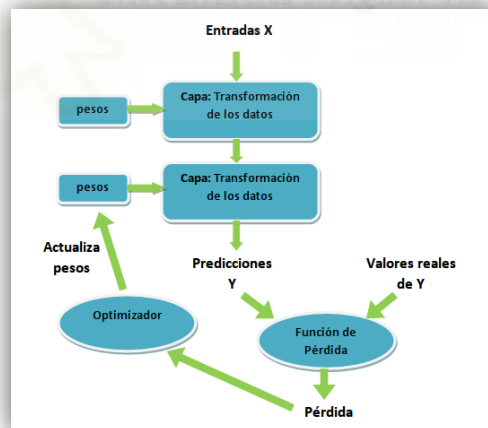 Entradas X
pesos
Capa: Transformación
de los datos
pesos
Capa: Transformación
de los datos
Actualiza
pesos
Predicciones
Y
Valores reales
de Y
Optimizador
Función de
Pérdida
Pérdida